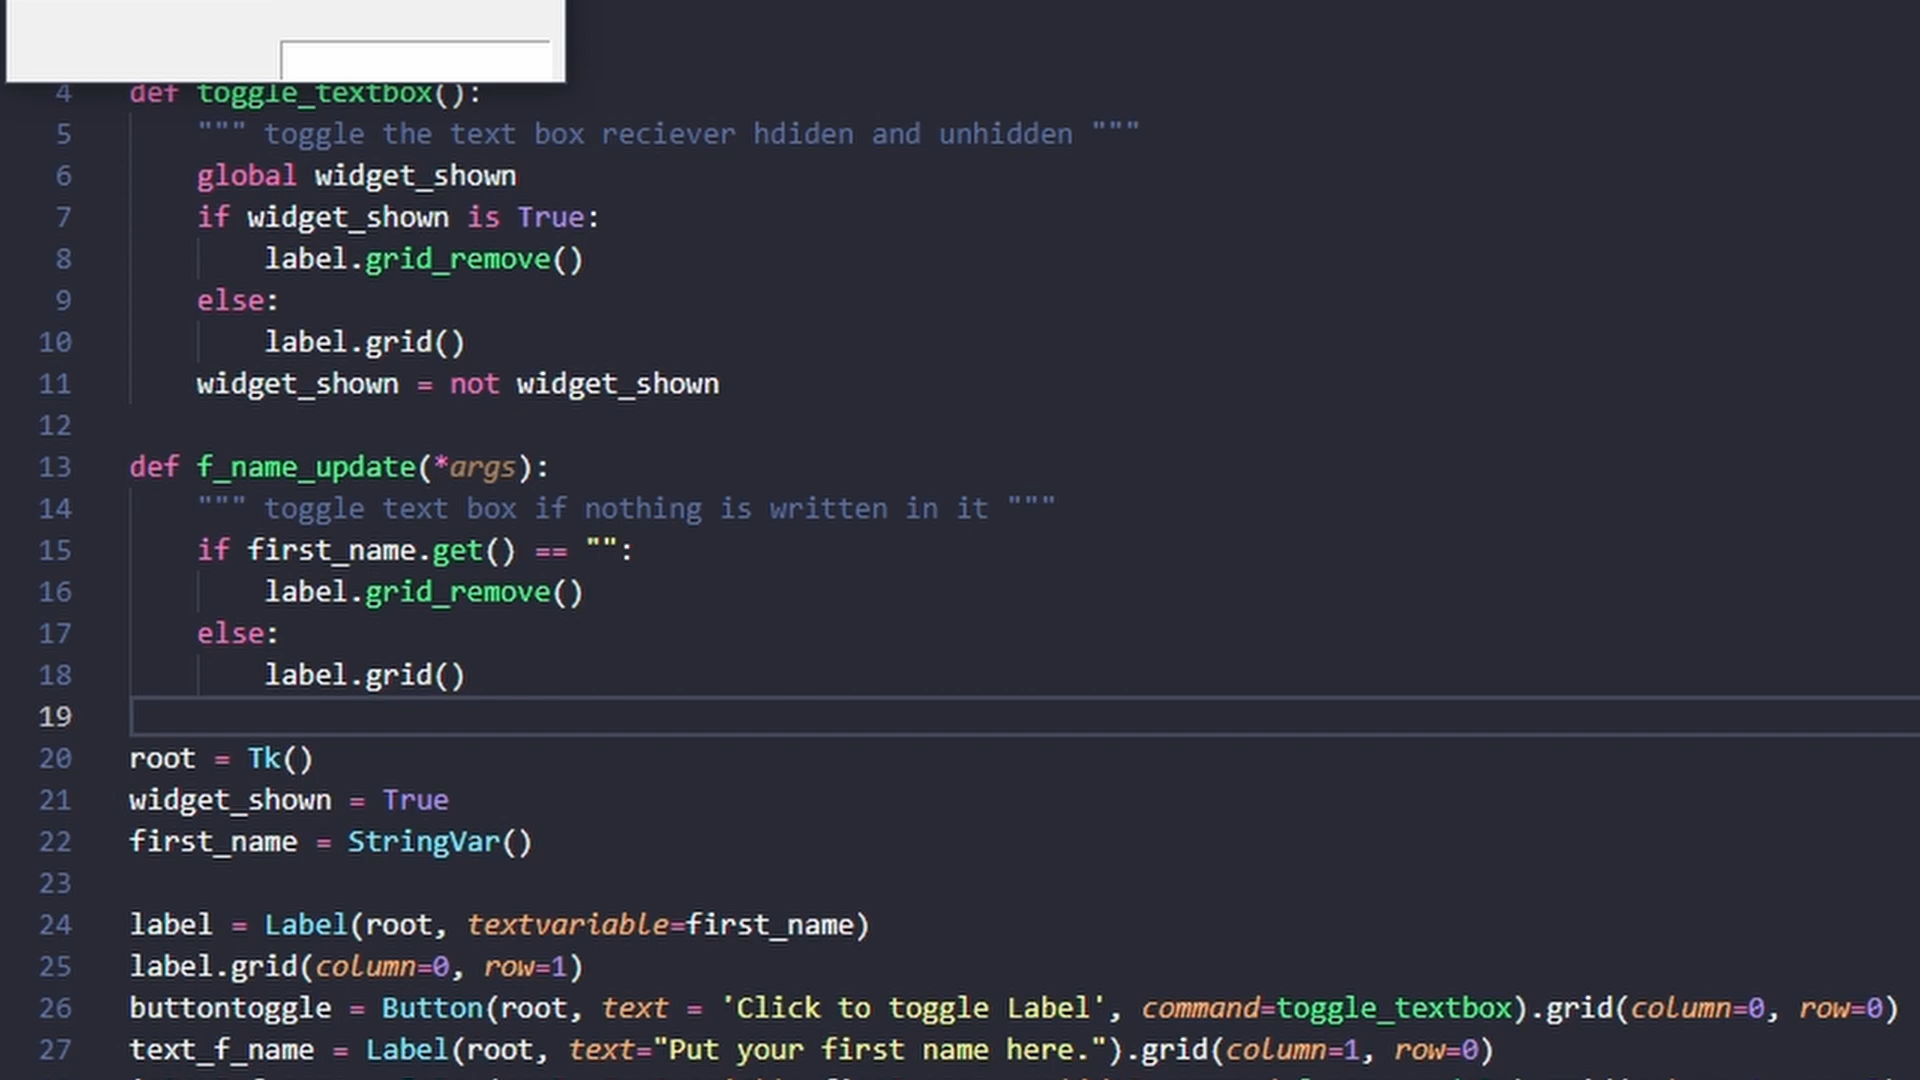 4 def toggle_textbox():
5 """ toggle the text box reciever hdiden and unhidden """
6 global widget_shown
7 if widget_shown is True:
8 label.grid_remove()
9 else:
10 label.grid()
11 widget_shown = not widget_shown
12
13 def f_name_update(*args):
14 """ toggle text box if nothing is written in it """
15 if first_name.get() == "":
16 label.grid_remove()
17 else:
18 label.grid()
19
20 root = Tk()
21 widget_shown = True
22 first_name = StringVar()
23
24 label = Label(root, textvariable=first_name)
25 label.grid(column=0, row=1)
26 buttontoggle = Button(root, text = 'Click to toggle Label', command=toggle_textbox).grid(column=0, row=0)
27 text_f_name = Label(root, text="Put your first name here.").grid(column=1, row=0)